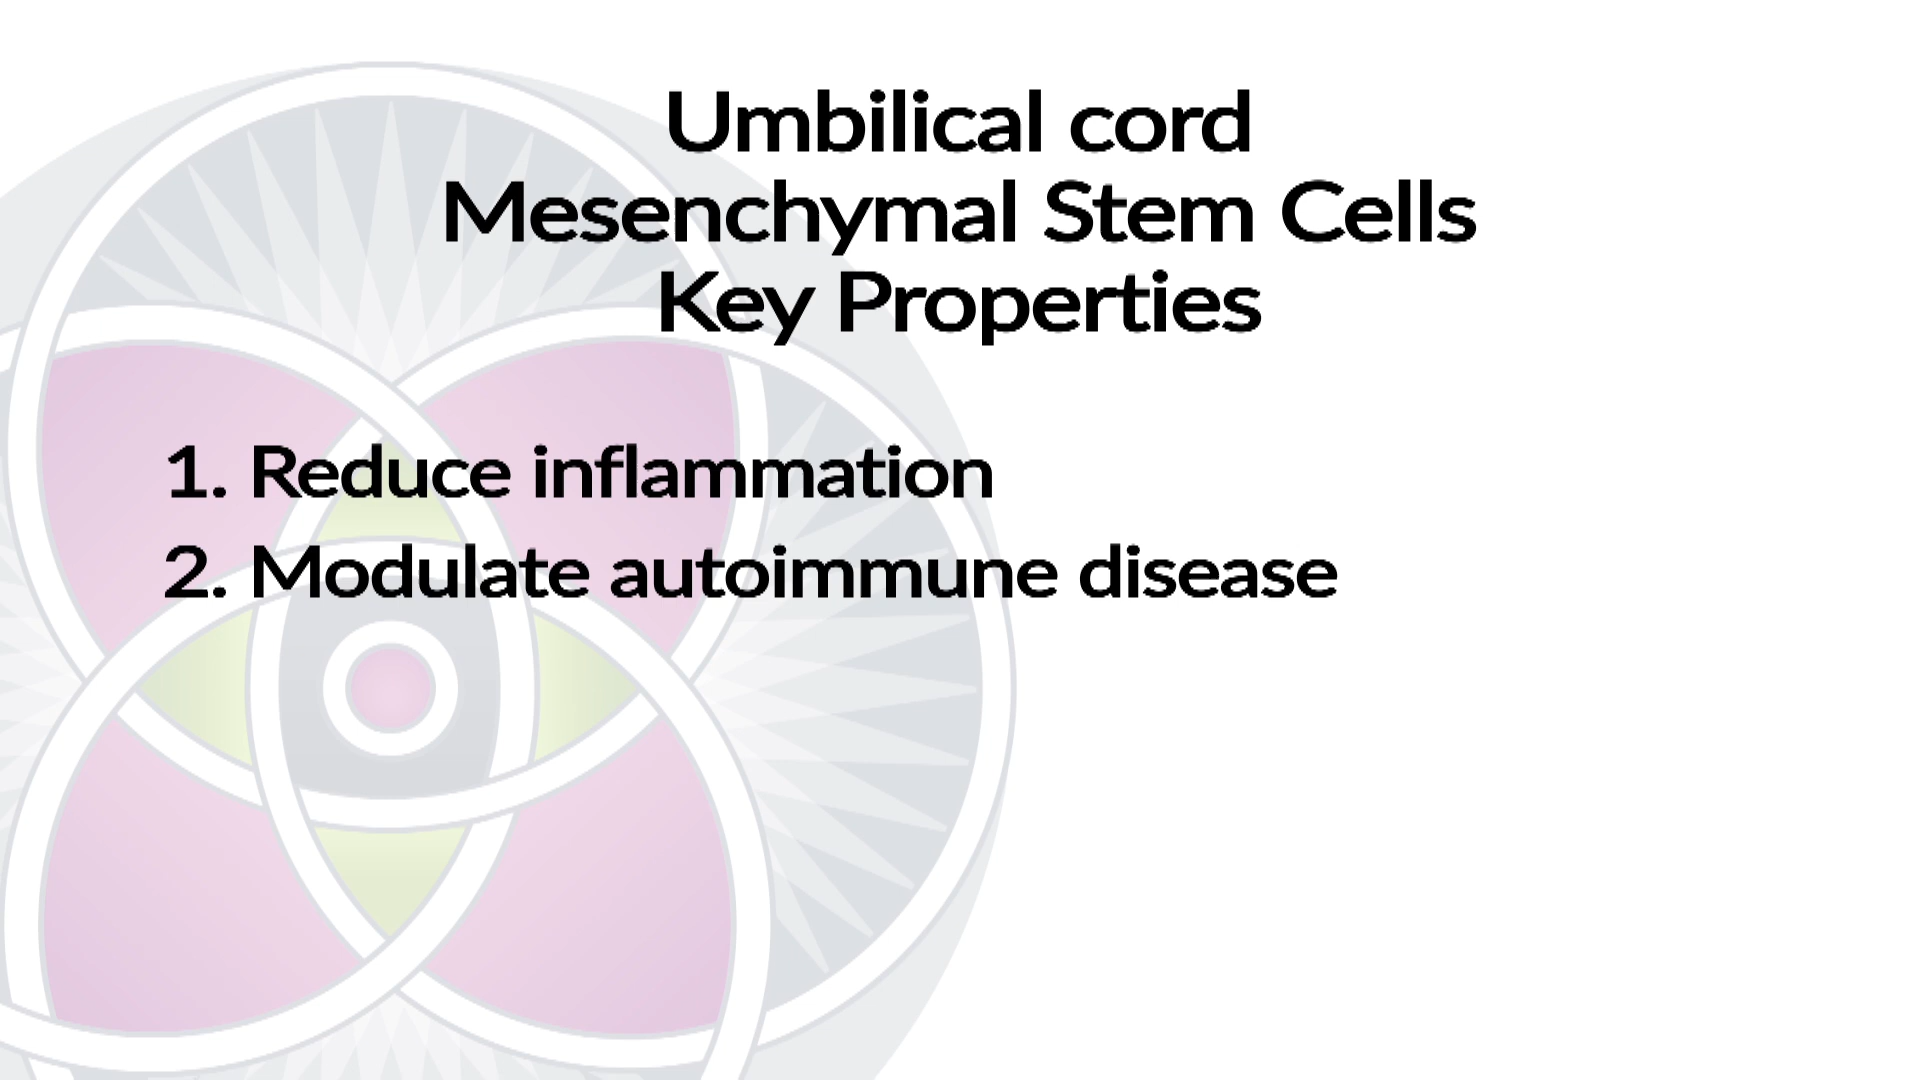 Umbilical cord
Mesenchymal Stem Cells
Key Properties
1. Reduce inflammation
2. Modulate autoimmune disease